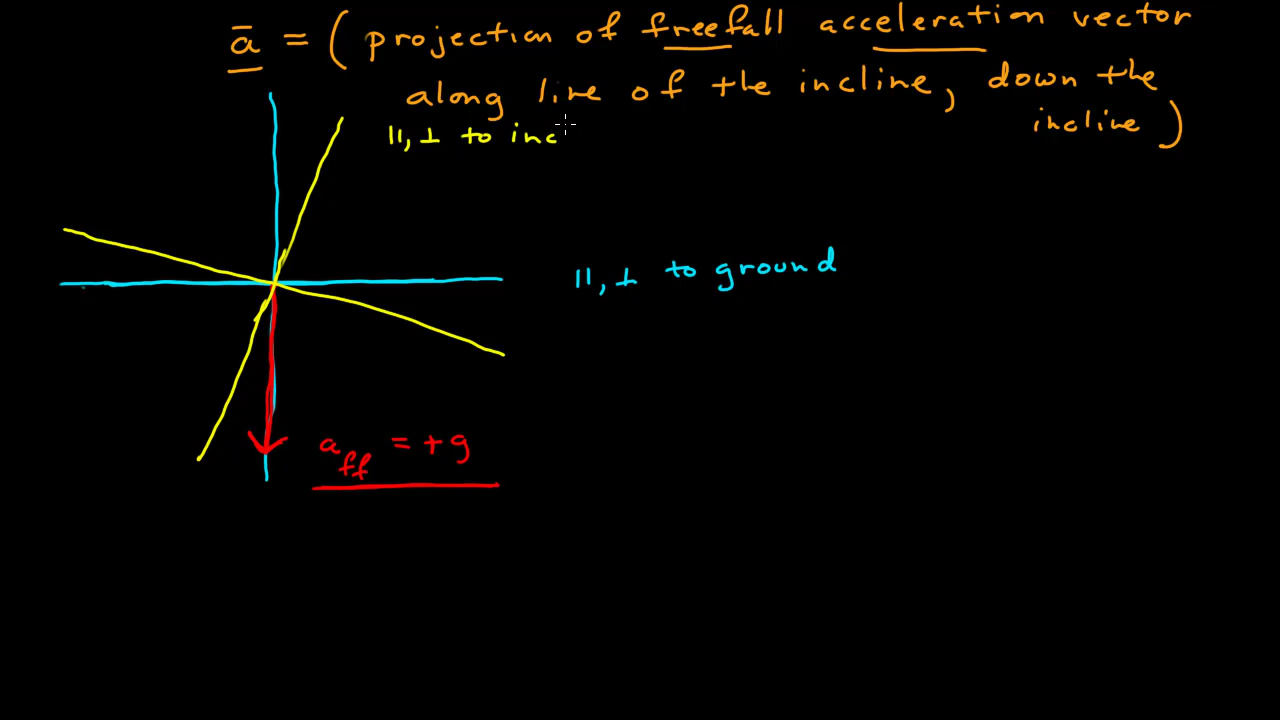 ā = ( projection of freefall acceleration vector
along line of the incline, down the
incline )
||, ⊥ to inc
||, ⊥ to ground
a_ff = +g